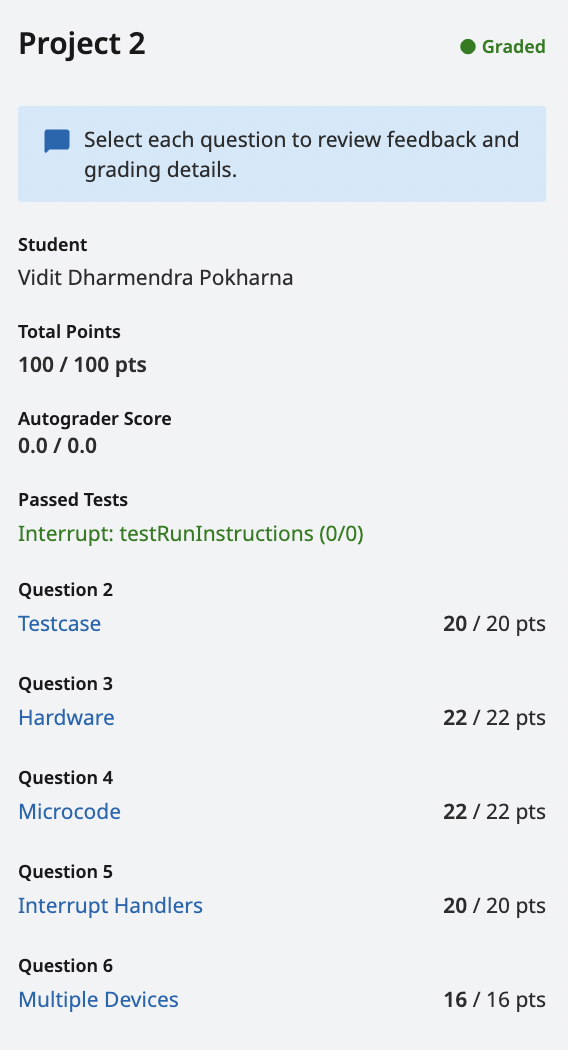 Project 2
Graded
Select each question to review feedback and
grading details.
Student
Vidit Dharmendra Pokharna
Total Points
100 / 100 pts
Autograder Score
0.0 / 0.0
Passed Tests
Interrupt: testRunInstructions (0/0)
Question 2
Testcase 20 / 20 pts
Question 3
Hardware 22 / 22 pts
Question 4
Microcode 22 / 22 pts
Question 5
Interrupt Handlers 20 / 20 pts
Question 6
Multiple Devices 16 / 16 pts